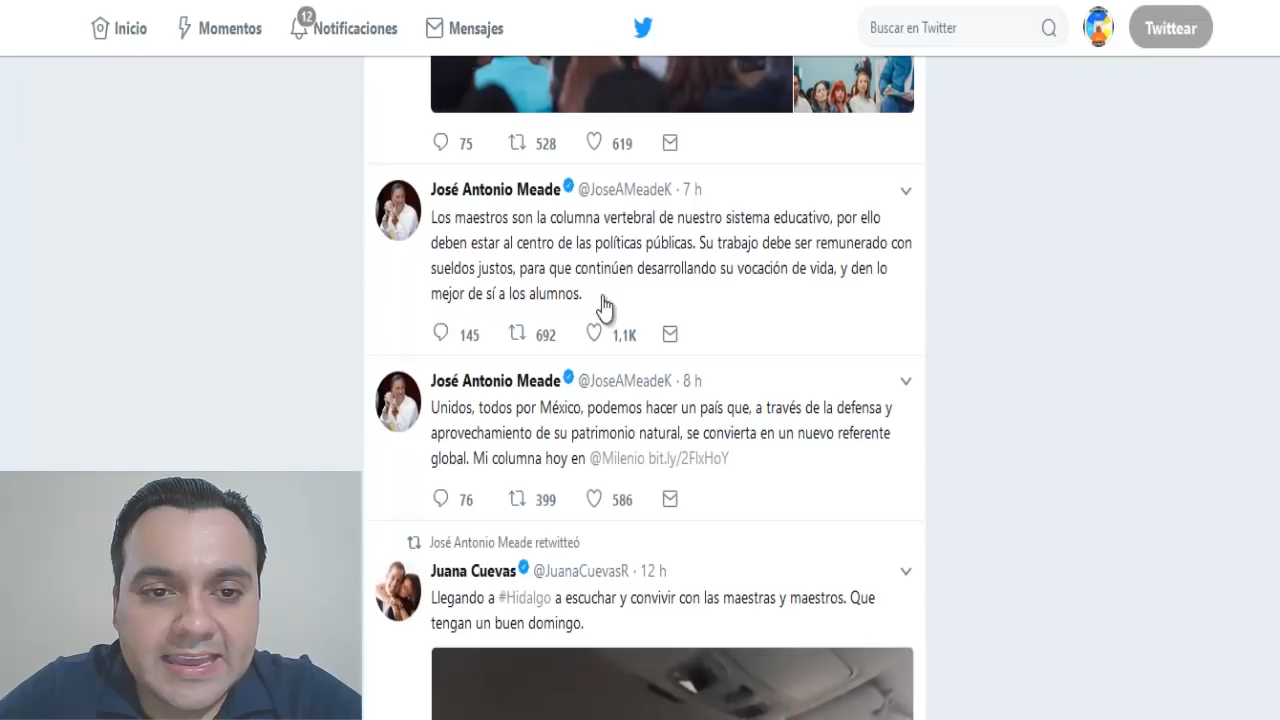 Inicio
Momentos
12
Notificaciones
Mensajes
Buscar en Twitter
Twittear
75 528 619
José Antonio Meade @JoseAMeadeK · 7 h
Los maestros son la columna vertebral de nuestro sistema educativo, por ello
deben estar al centro de las políticas públicas. Su trabajo debe ser remunerado con
sueldos justos, para que continúen desarrollando su vocación de vida, y den lo
mejor de sí a los alumnos.
145 692 1,1K
José Antonio Meade @JoseAMeadeK · 8 h
Unidos, todos por México, podemos hacer un país que, a través de la defensa y
aprovechamiento de su patrimonio natural, se convierta en un nuevo referente
global. Mi columna hoy en @Milenio bit.ly/2FlxHoY
76 399 586
José Antonio Meade retwitteó
Juana Cuevas @JuanaCuevasR · 12 h
Llegando a #Hidalgo a escuchar y convivir con las maestras y maestros. Que
tengan un buen domingo.